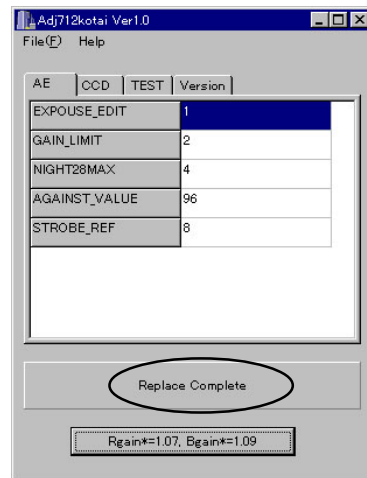 Adj712kotai Ver1.0
File(F) Help
AE CCD TEST Version
EXPOUSE_EDIT 1
GAIN_LIMIT 2
NIGHT28MAX 4
AGAINST_VALUE 96
STROBE_REF 8
Replace Complete
Rgain*=1.07, Bgain*=1.09